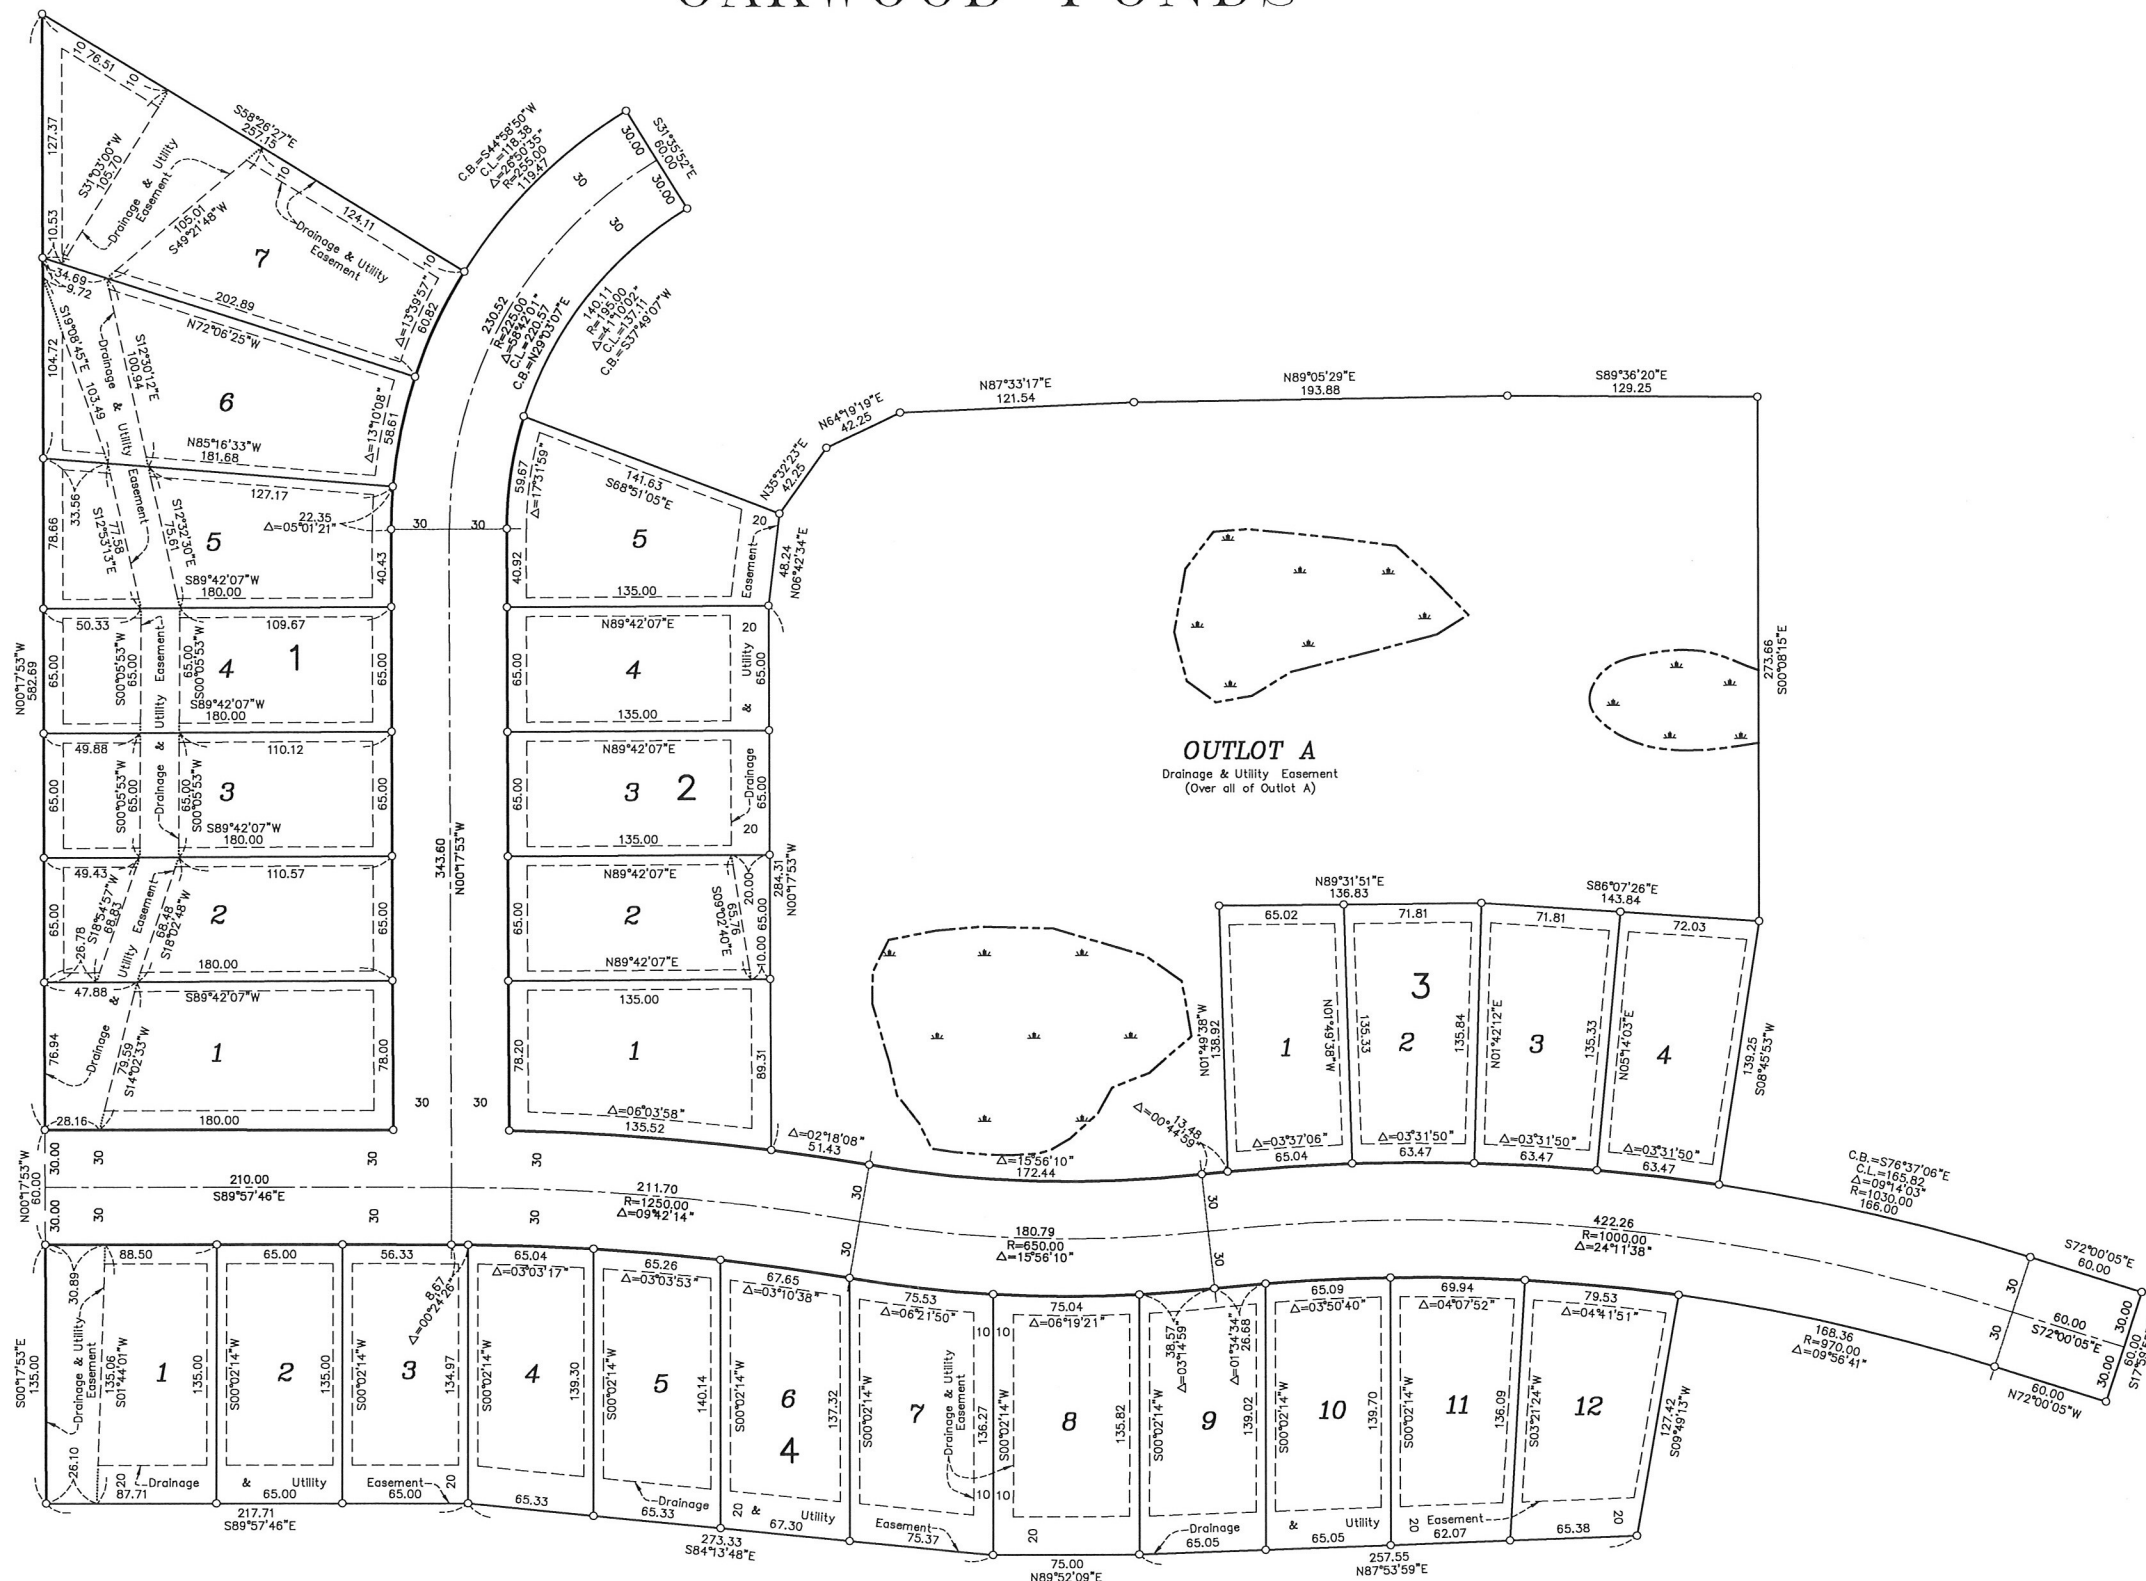 OAKWOOD PONDS
10
76.51
10
127.37
S31°03'00"W
105.70
Drainage & Utility
Easement
S58°26'27"E
257.15
10
105.01
S49°21'48"W
124.11
Drainage & Utility
Easement
10
7
10.53
34.69
9.72
202.89
N72°06'25"W
Δ=13°39'57"
60.82
C.B.=S44°58'50"W
C.L.=118.38
Δ=26°50'35"
R=255.00
119.47
30.00
S31°35'52"E
60.00
30.00
30
30
230.52
R=225.00
Δ=58°42'01"
C.L.=220.57
C.B.=N29°03'07"E
140.11
R=195.00
Δ=41°10'02"
C.L.=137.11
C.B.=S37°49'07"W
104.72
S19°08'45"E 103.49
Drainage & Utility Easement
S12°30'12"E
100.94
6
N85°16'33"W
181.68
Δ=13°10'08"
58.61
78.66
33.56
S12°53'13"E
77.58
S12°32'30"E
75.61
127.17
22.35
Δ=05°01'21"
5
S89°42'07"W
180.00
40.43
30
30
59.67
Δ=17°31'59"
141.63
S68°51'05"E
5
20
Easement
40.92
135.00
48.24
N06°42'34"E
N35°32'23"E
42.25
N64°19'19"E
42.25
N87°33'17"E
121.54
N89°05'29"E
193.88
S89°36'20"E
129.25
273.66
S00°08'15"E
N00°17'53"W
582.69
50.33
109.67
65.00
S00°05'53"W
65.00
65.00
S00°05'53"W
4
1
S89°42'07"W
180.00
65.00
Drainage & Utility Easement
49.88
110.12
65.00
S00°05'53"W
65.00
65.00
S00°05'53"W
3
S89°42'07"W
180.00
65.00
49.43
110.57
65.00
S18°54'57"W
68.83
26.78
68.48
S18°02'48"W
2
180.00
65.00
Drainage & Utility Easement
47.88
S89°42'07"W
76.94
79.59
S14°02'33"W
1
78.00
28.16
180.00
343.60
N00°17'53"W
N89°42'07"E
20
65.00
4
Utility
65.00
&
135.00
N89°42'07"E
65.00
3
2
Drainage
65.00
135.00
20
N89°42'07"E
65.00
2
65.76
S09°02'40"E
20.00
65.00
10.00
284.31
N00°17'53"W
N89°42'07"E
135.00
78.20
1
89.31
Δ=06°03'58"
135.52
30
30
OUTLOT A
Drainage & Utility Easement
(Over all of Outlot A)
N89°31'51"E
136.83
S86°07'26"E
143.84
65.02
71.81
71.81
72.03
N01°49'38"W
138.92
1
N01°49'38"W
135.33
3
2
135.84
N01°42'12"E
3
135.33
N05°14'03"E
4
139.25
S08°45'53"W
Δ=03°37'06"
65.04
Δ=03°31'50"
63.47
Δ=03°31'50"
63.47
Δ=03°31'50"
63.47
13.48
Δ=00°44'59"
Δ=02°18'08"
51.43
Δ=15°56'10"
172.44
N00°17'53"W
60.00
30.00
30.00
30
30
30
210.00
S89°57'46"E
30
30
30
211.70
R=1250.00
Δ=09°42'14"
30
30
180.79
R=650.00
Δ=15°56'10"
30
30
422.26
R=1000.00
Δ=24°11'38"
C.B.=S76°37'06"E
C.L.=165.82
Δ=09°14'03"
R=1030.00
166.00
S72°00'05"E
60.00
30
30
60.00
S72°00'05"E
30.00
60.00
30.00
60.00
N72°00'05"W
168.36
R=970.00
Δ=09°56'41"
88.50
65.00
56.33
8.67
Δ=00°24'26"
65.04
Δ=03°03'17"
65.26
Δ=03°03'53"
67.65
Δ=03°10'38"
75.53
Δ=06°21'50"
75.04
Δ=06°19'21"
38.57
Δ=03°14'59"
Δ=01°34'34"
26.68
65.09
Δ=03°50'40"
69.94
Δ=04°07'52"
79.53
Δ=04°41'51"
S00°17'53"E
135.00
30.89
Drainage & Utility
Easement
135.06
S01°44'01"W
1
135.00
S00°02'14"W
2
135.00
S00°02'14"W
3
134.97
S00°02'14"W
4
139.30
S00°02'14"W
5
140.14
S00°02'14"W
6
4
137.32
S00°02'14"W
7
10 10
Drainage & Utility
Easement
136.27
S00°02'14"W
10 10
8
135.82
S00°02'14"W
9
139.02
S00°02'14"W
10
139.70
S00°02'14"W
11
136.09
S03°21'24"W
12
127.42
S09°49'13"W
26.10
20
Drainage & Utility Easement
20
87.71
65.00
65.00
217.71
S89°57'46"E
65.33
Drainage & Utility Easement
65.33
20
67.30
75.37
273.33
S84°13'48"E
20
75.00
N89°52'09"E
Drainage & Utility Easement
65.05
65.05
20
62.07
65.38
20
257.55
N87°53'59"E